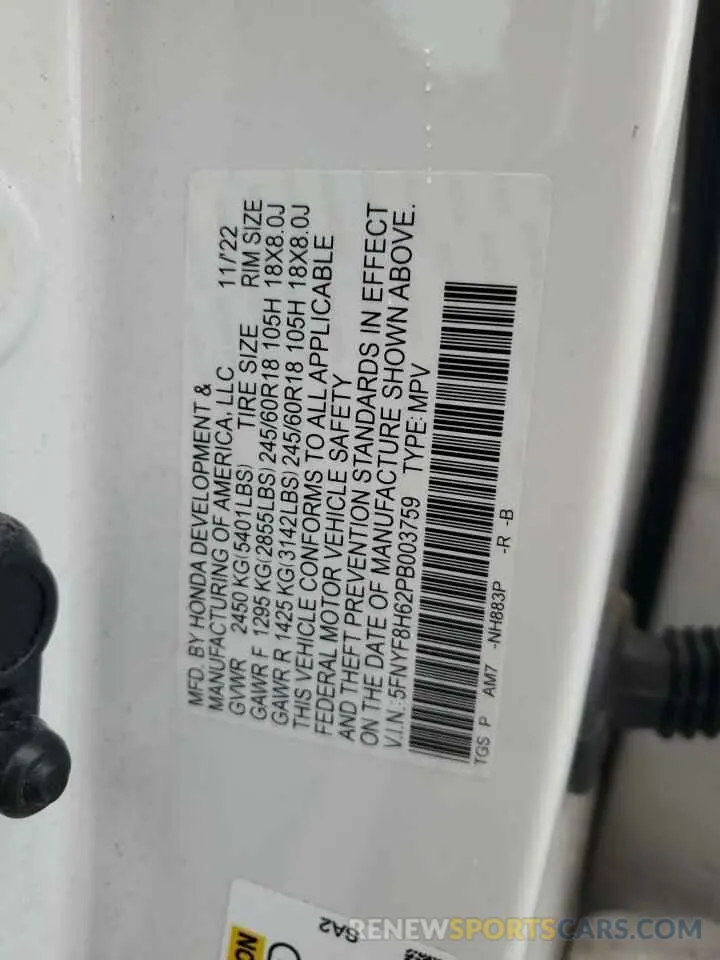 MFD. BY HONDA DEVELOPMENT &
MANUFACTURING OF AMERICA, LLC 11/'22
GVWR 2450 KG(5401LBS) TIRE SIZE RIM SIZE
GAWR F 1295 KG(2855LBS) 245/60R18 105H 18X8.0J
GAWR R 1425 KG(3142LBS) 245/60R18 105H 18X8.0J
THIS VEHICLE CONFORMS TO ALL APPLICABLE
FEDERAL MOTOR VEHICLE SAFETY
AND THEFT PREVENTION STANDARDS IN EFFECT
ON THE DATE OF MANUFACTURE SHOWN ABOVE.
V.I.N.: 5FNYF8H62PB003759 TYPE: MPV
TGS P AM7 -NH883P -R -B
GA2
NO
RENEWSPORTSCARS.COM